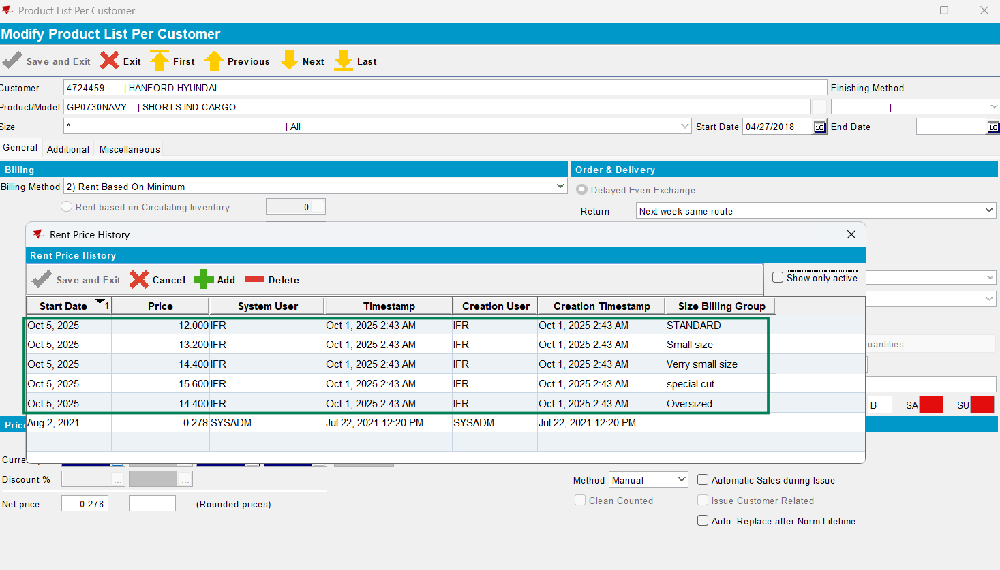 Product List Per Customer
Modify Product List Per Customer
Save and Exit Exit First Previous Next Last
Customer 4724459 | HANFORD HYUNDAI Finishing Method
Product/Model GP0730NAVY | SHORTS IND CARGO ... - | -
Size * | All Start Date 04/27/2018 16 End Date 16
General Additional Miscellaneous
Billing Order & Delivery
Billing Method 2) Rent Based On Minimum Delayed Even Exchange
Rent based on Circulating Inventory 0 ... Return Next week same route
Rent Price History
Rent Price History
Save and Exit Cancel Add Delete Show only active
Start Date 1 Price System User Timestamp Creation User Creation Timestamp Size Billing Group
Oct 5, 2025 12.000 IFR Oct 1, 2025 2:43 AM IFR Oct 1, 2025 2:43 AM STANDARD
Oct 5, 2025 13.200 IFR Oct 1, 2025 2:43 AM IFR Oct 1, 2025 2:43 AM Small size
Oct 5, 2025 14.400 IFR Oct 1, 2025 2:43 AM IFR Oct 1, 2025 2:43 AM Verry small size
Oct 5, 2025 15.600 IFR Oct 1, 2025 2:43 AM IFR Oct 1, 2025 2:43 AM special cut
Oct 5, 2025 14.400 IFR Oct 1, 2025 2:43 AM IFR Oct 1, 2025 2:43 AM Oversized
Aug 2, 2021 0.278 SYSADM Jul 22, 2021 12:20 PM SYSADM Jul 22, 2021 12:20 PM
uantities
B SA SU
Price
Curre
Discount % ... ... Method Manual Automatic Sales during Issue
Clean Counted Issue Customer Related
Net price 0.278 (Rounded prices)
Auto. Replace after Norm Lifetime